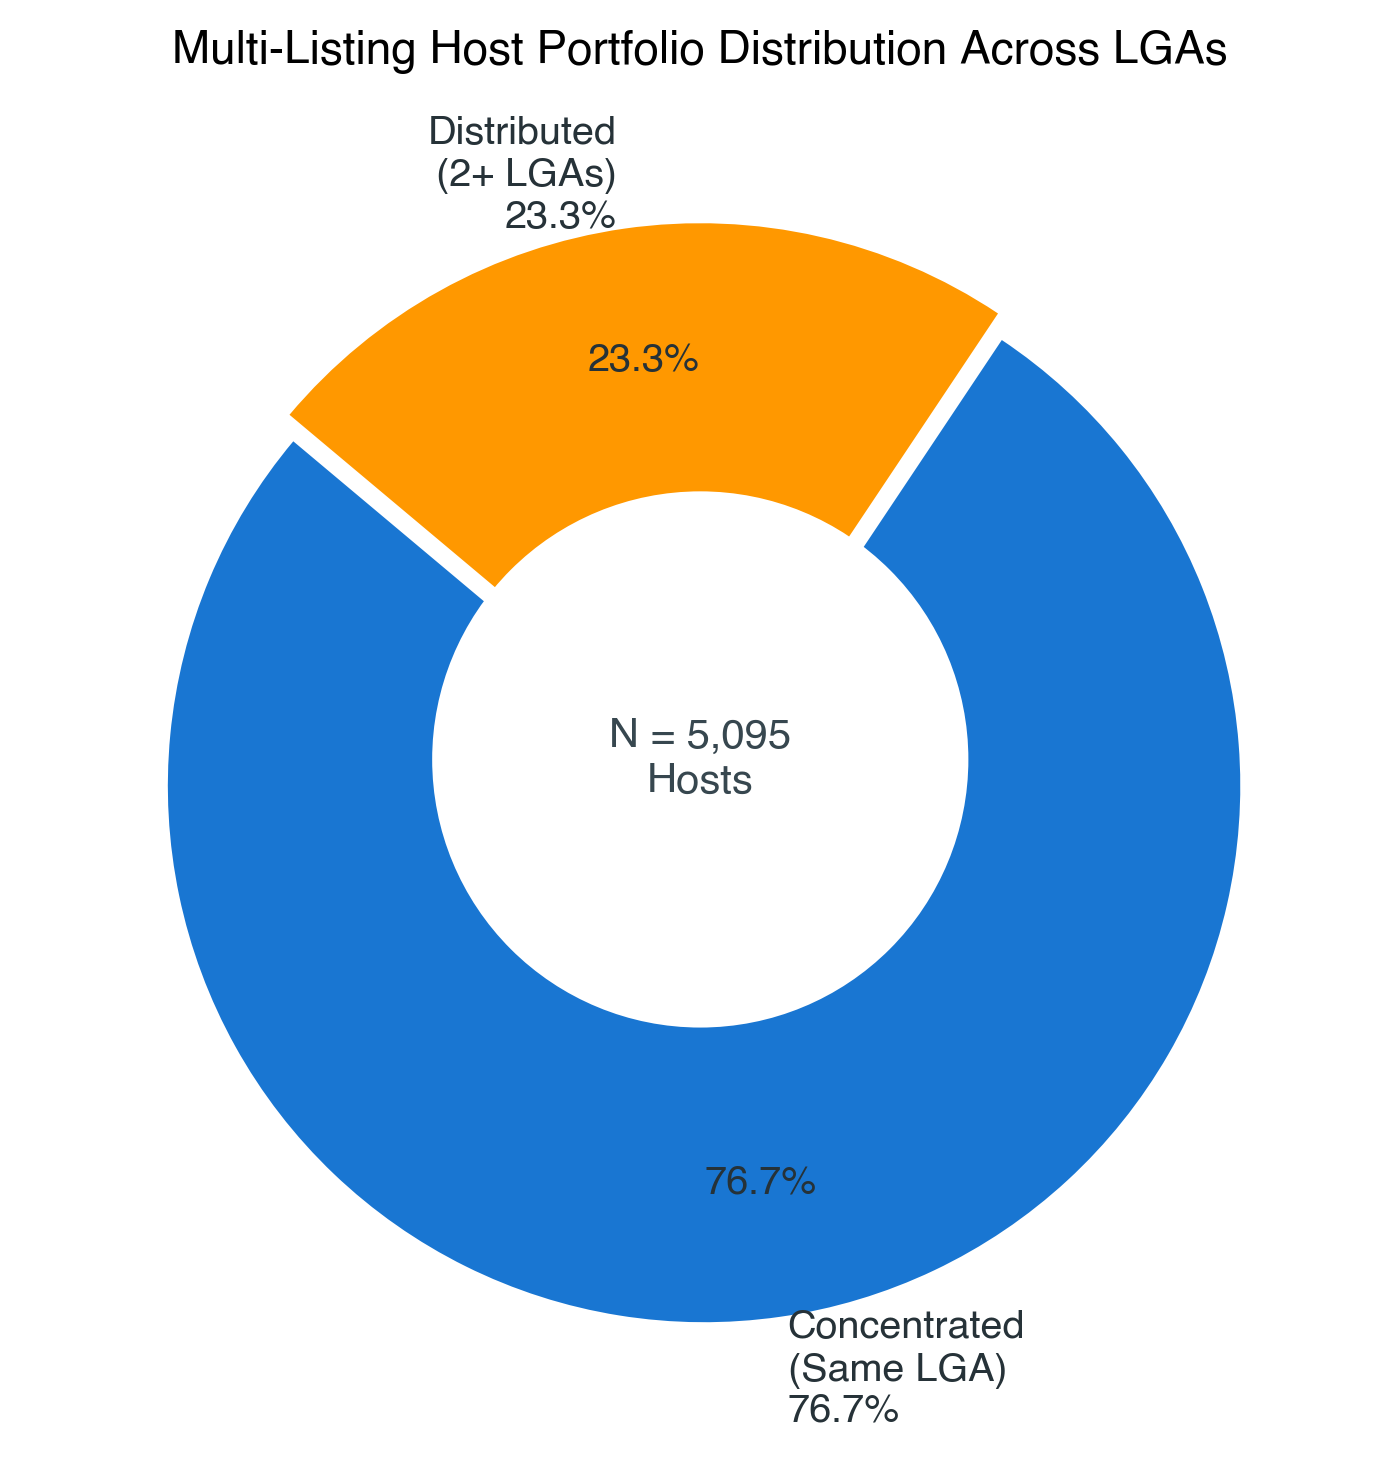 Multi-Listing Host Portfolio Distribution Across LGAs
Distributed
(2+ LGAs)
23.3%
23.3%
N = 5,095
Hosts
76.7%
Concentrated
(Same LGA)
76.7%